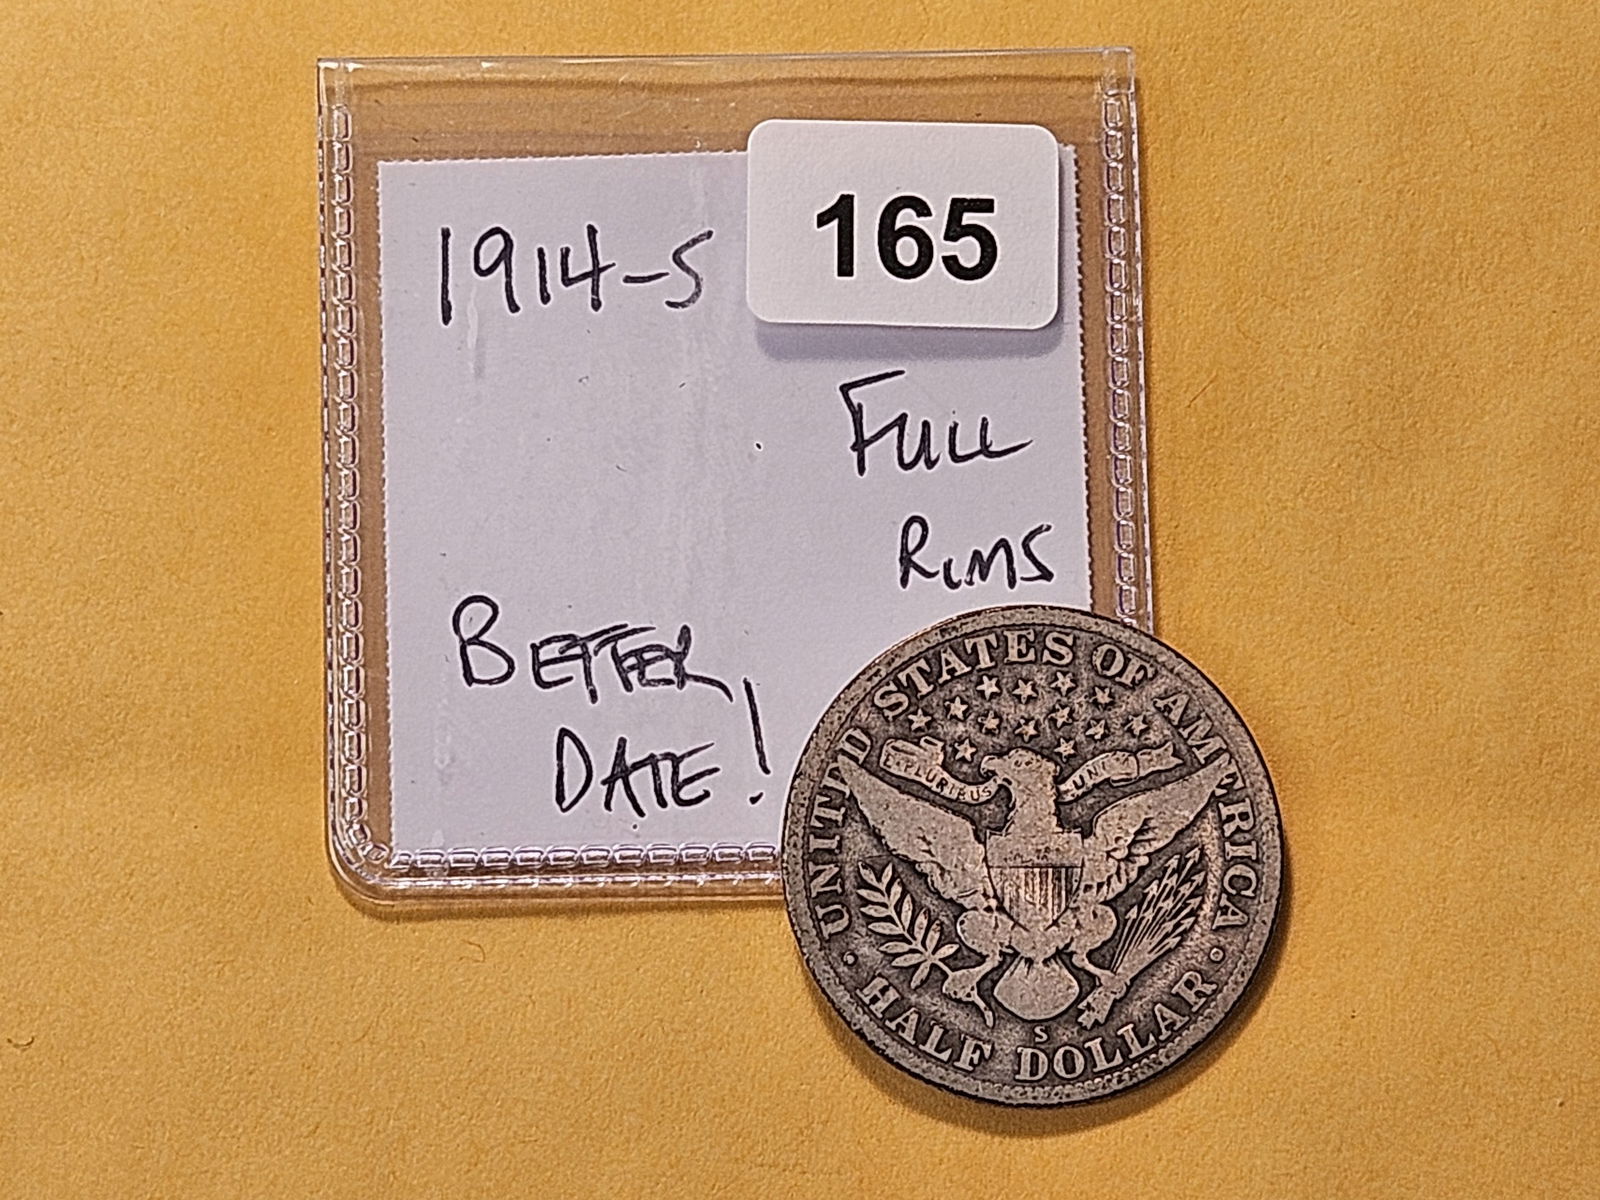 1914-S
165
FULL
RIMS
BETTER
DATE!
UNITED STATES OF AMERICA
E PLURIBUS UNUM
S
· HALF DOLLAR ·